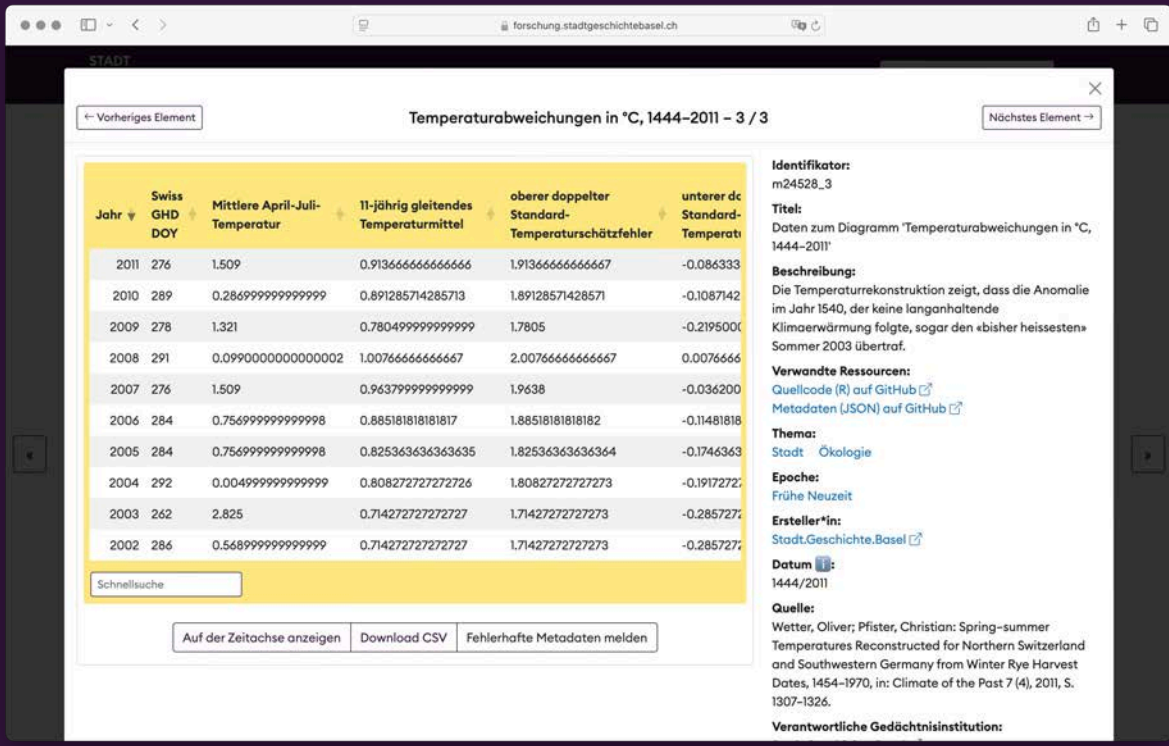 forschung.stadtgeschichtebasel.ch
STADT
← Vorheriges Element
Temperaturabweichungen in °C, 1444–2011 – 3 / 3
Nächstes Element →
Jahr
Swiss GHD DOY
Mittlere April-Juli-Temperatur
11-jährig gleitendes Temperaturmittel
oberer doppelter Standard-Temperaturschätzfehler
unterer do
Standard-
Temperatu
2011 276 1.509 0.913666666666666 1.91366666666667 -0.086333
2010 289 0.286999999999999 0.891285714285713 1.89128571428571 -0.1087142
2009 278 1.321 0.780499999999999 1.7805 -0.2195000
2008 291 0.0990000000000002 1.00766666666667 2.00766666666667 0.0076666
2007 276 1.509 0.963799999999999 1.9638 -0.036200
2006 284 0.756999999999998 0.885181818181817 1.88518181818182 -0.11481818
2005 284 0.756999999999998 0.825363636363635 1.82536363636364 -0.1746363
2004 292 0.004999999999999 0.808272727272726 1.80827272727273 -0.19172727
2003 262 2.825 0.714272727272727 1.71427272727273 -0.2857272
2002 286 0.568999999999999 0.714272727272727 1.71427272727273 -0.2857272
Schnellsuche
Auf der Zeitachse anzeigen
Download CSV
Fehlerhafte Metadaten melden
Identifikator:
m24528_3
Titel:
Daten zum Diagramm 'Temperaturabweichungen in °C,
1444–2011'
Beschreibung:
Die Temperaturrekonstruktion zeigt, dass die Anomalie
im Jahr 1540, der keine langanhaltende
Klimaerwärmung folgte, sogar den «bisher heissesten»
Sommer 2003 übertraf.
Verwandte Ressourcen:
Quellcode (R) auf GitHub
Metadaten (JSON) auf GitHub
Thema:
Stadt Ökologie
Epoche:
Frühe Neuzeit
Ersteller*in:
Stadt.Geschichte.Basel
Datum ℹ️:
1444/2011
Quelle:
Wetter, Oliver; Pfister, Christian: Spring–summer
Temperatures Reconstructed for Northern Switzerland
and Southwestern Germany from Winter Rye Harvest
Dates, 1454–1970, in: Climate of the Past 7 (4), 2011, S.
1307–1326.
Verantwortliche Gedächtnisinstitution: